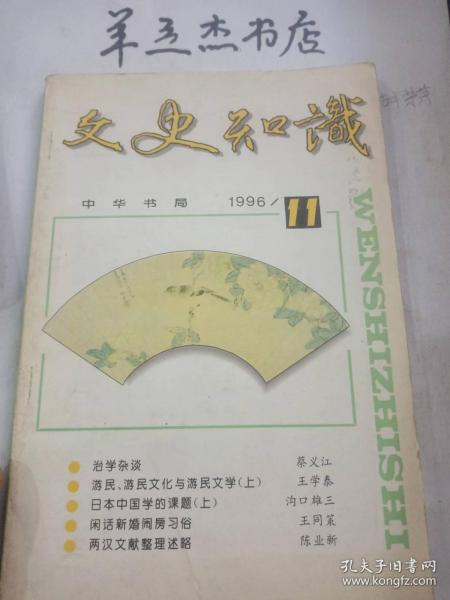 羊立杰书店
文史知識
中华书局 1996/11
WENSHIZHISHI
治学杂谈 蔡义江
游民、游民文化与游民文学(上) 王学泰
日本中国学的课题(上) 沟口雄三
闲话新婚闹房习俗 王同策
两汉文献整理述略 陈业新
孔夫子旧书网
www.kongfz.com